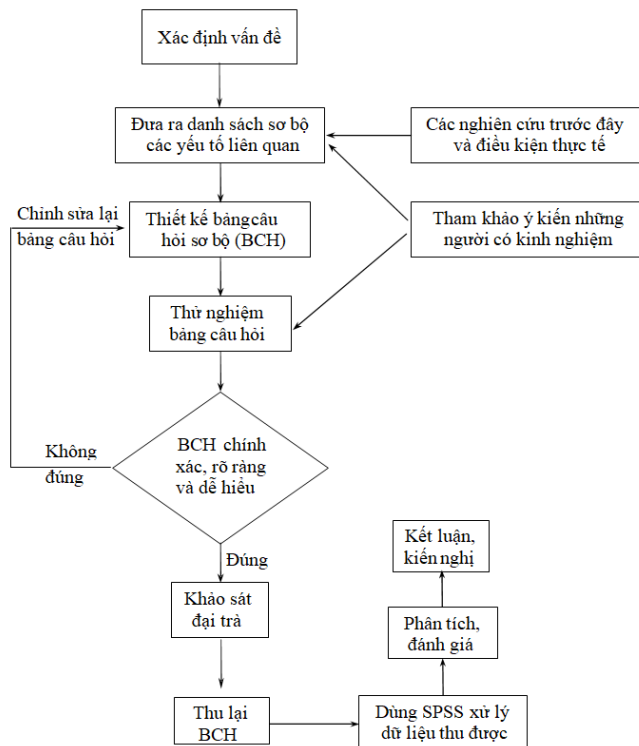 Xác định vấn đề
Đưa ra danh sách sơ bộ
các yếu tố liên quan
Các nghiên cứu trước đây
và điều kiện thực tế
Chỉnh sửa lại
bảng câu hỏi
Thiết kế bảng câu
hỏi sơ bộ (BCH)
Tham khảo ý kiến những
người có kinh nghiệm
Thử nghiệm
bảng câu hỏi
Không
đúng
BCH chính
xác, rõ ràng
và dễ hiểu
Đúng
Khảo sát
đại trà
Thu lại
BCH
Dùng SPSS xử lý
dữ liệu thu được
Phân tích,
đánh giá
Kết luận,
kiến nghị